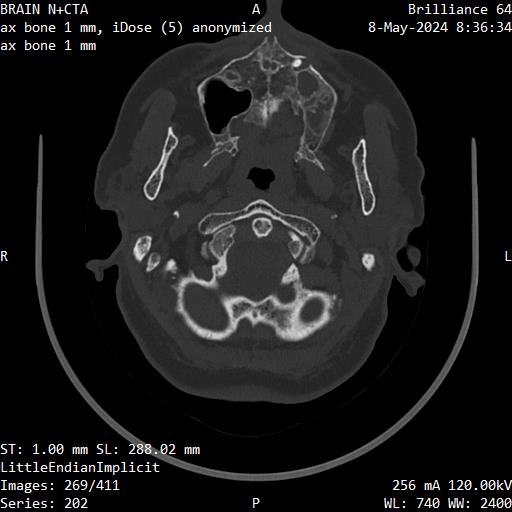 BRAIN N+CTA
A
Brilliance 64
ax bone 1 mm, iDose (5) anonymized
8-May-2024 8:36:34
ax bone 1 mm
R
L
ST: 1.00 mm SL: 288.02 mm
LittleEndianImplicit
Images: 269/411
256 mA 120.00kV
Series: 202
P
WL: 740 WW: 2400